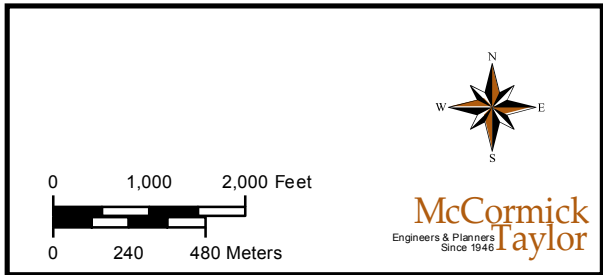 N
W E
S
0 1,000 2,000 Feet
0 240 480 Meters
McCormick
Taylor
Engineers & Planners
Since 1946